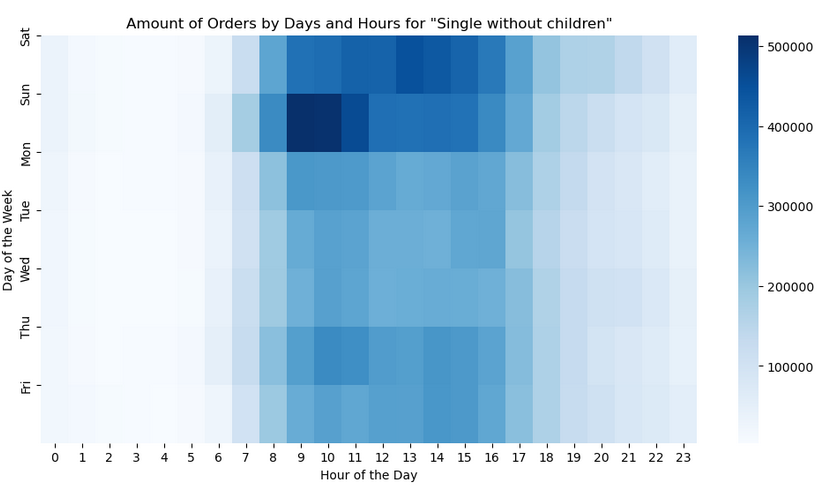 Amount of Orders by Days and Hours for "Single without children"
Day of the Week
Sat
Sun
Mon
Tue
Wed
Thu
Fri
0 1 2 3 4 5 6 7 8 9 10 11 12 13 14 15 16 17 18 19 20 21 22 23
Hour of the Day
500000
400000
300000
200000
100000